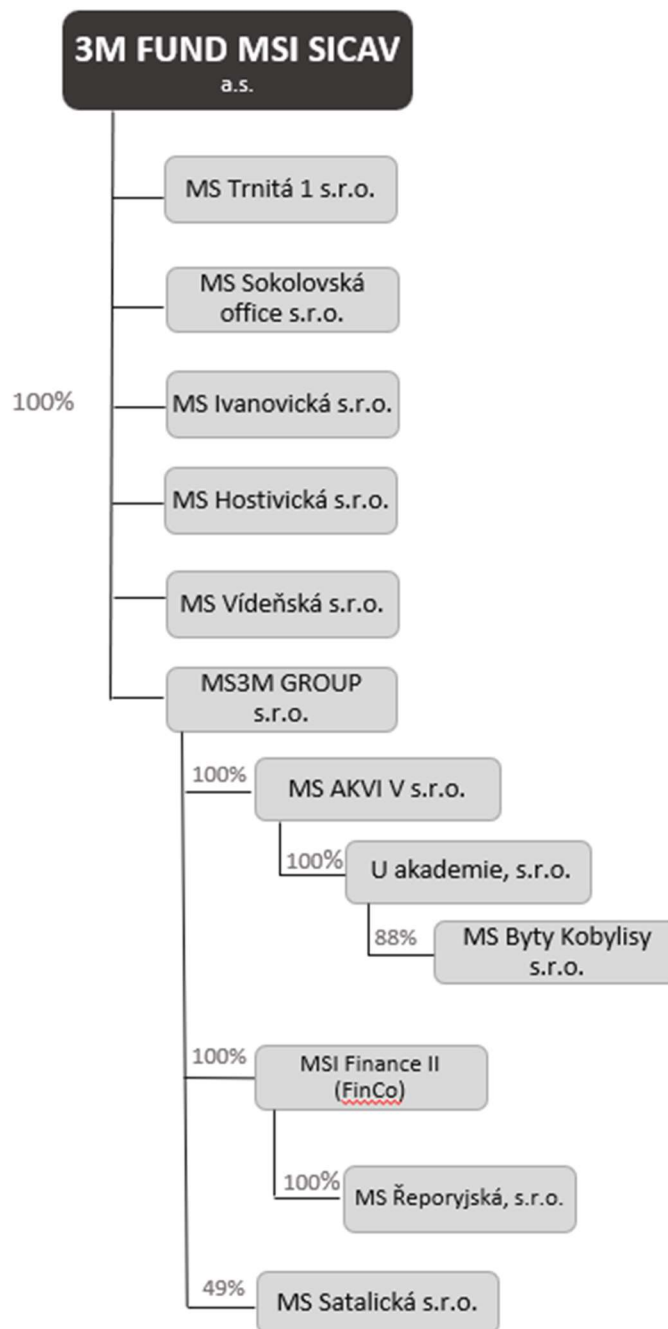 3M FUND MSI SICAV
a.s.
MS Trnitá 1 s.r.o.
MS Sokolovská
office s.r.o.
100%
MS Ivanovická s.r.o.
MS Hostivická s.r.o.
MS Vídeňská s.r.o.
MS3M GROUP
s.r.o.
100%
MS AKVI V s.r.o.
100%
U akademie, s.r.o.
88%
MS Byty Kobylisy
s.r.o.
100%
MSI Finance II
(FinCo)
100%
MS Řeporyjská, s.r.o.
49%
MS Satalická s.r.o.